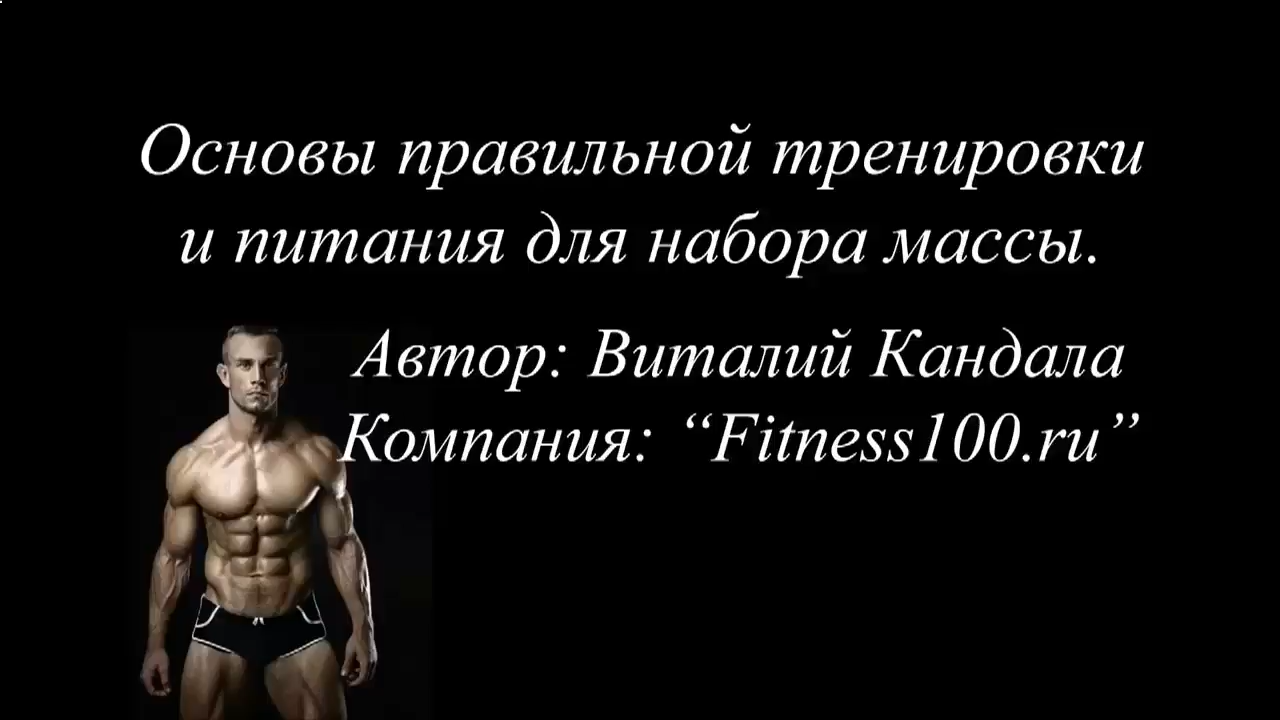 Основы правильной тренировки
и питания для набора массы.
Автор: Виталий Кандала
Компания: “Fitness100.ru”